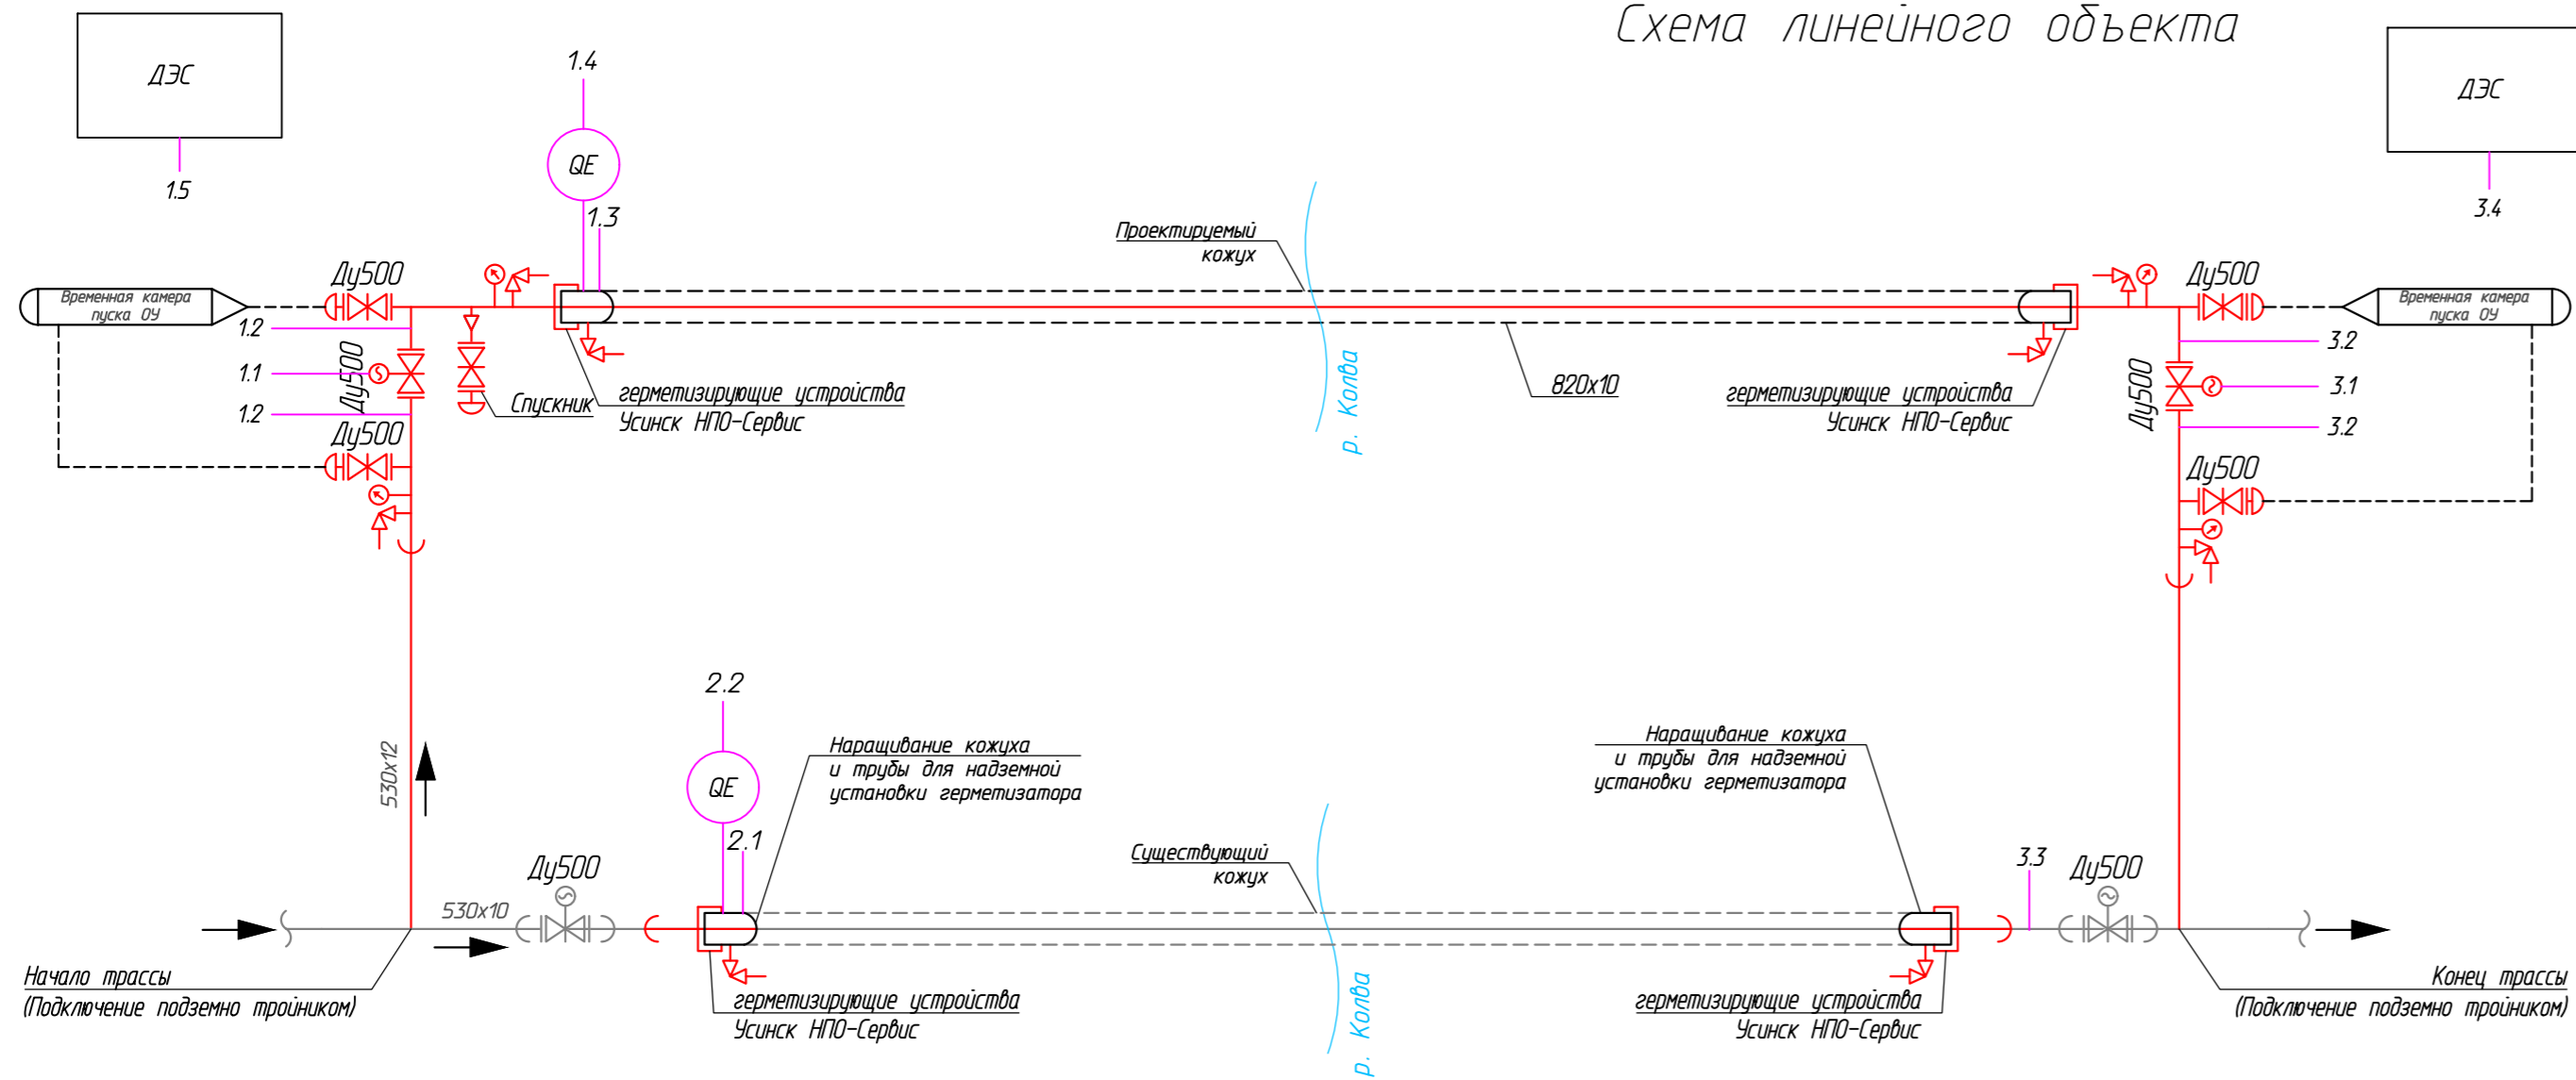 Схема линейного объекта
ДЭС
1.5
1.4
QE
1.3
ДЭС
3.4
Проектируемый
кожух
Ду500
Временная камера
пуска ОУ
1.2
1.1
Ду500
1.2
Ду500
Спускник
герметизирующие устройства
Усинск НПО-Сервис
р. Колва
820х10
герметизирующие устройства
Усинск НПО-Сервис
Ду500
Временная камера
пуска ОУ
3.2
3.1
Ду500
3.2
Ду500
530х12
2.2
QE
2.1
Наращивание кожуха
и трубы для надземной
установки герметизатора
Наращивание кожуха
и трубы для надземной
установки герметизатора
Существующий
кожух
Ду500
530х10
3.3
Ду500
Начало трассы
(Подключение подземно тройником)
герметизирующие устройства
Усинск НПО-Сервис
р. Колва
герметизирующие устройства
Усинск НПО-Сервис
Конец трассы
(Подключение подземно тройником)